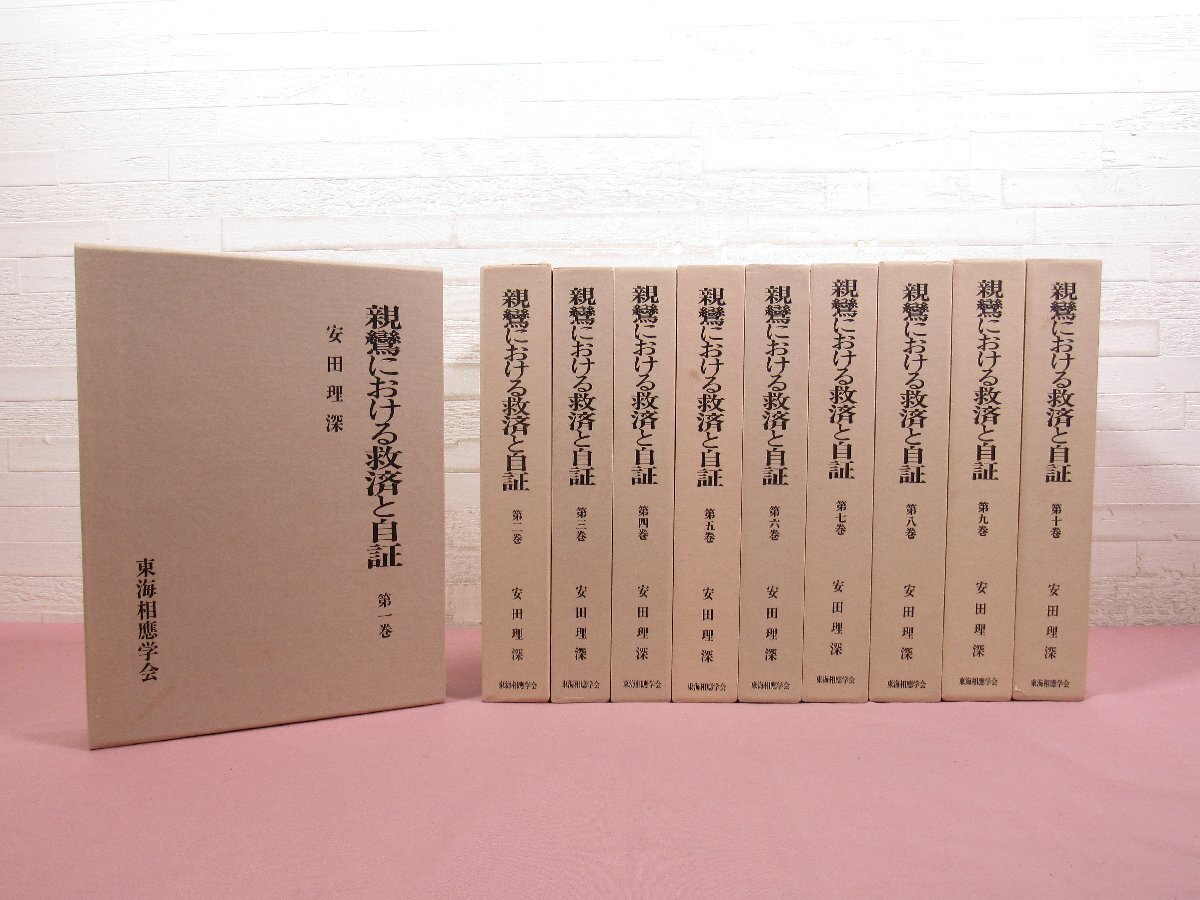 親鸞における救済と自証 第一巻
安田理深
東海相應学会
親鸞における救済と自証 第二巻 安田理深
東海相應学会
親鸞における救済と自証 第三巻 安田理深
東海相應学会
親鸞における救済と自証 第四巻 安田理深
東海相應学会
親鸞における救済と自証 第五巻 安田理深
東海相應学会
親鸞における救済と自証 第六巻 安田理深
東海相應学会
親鸞における救済と自証 第七巻 安田理深
東海相應学会
親鸞における救済と自証 第八巻 安田理深
東海相應学会
親鸞における救済と自証 第九巻 安田理深
東海相應学会
親鸞における救済と自証 第十巻 安田理深
東海相應学会